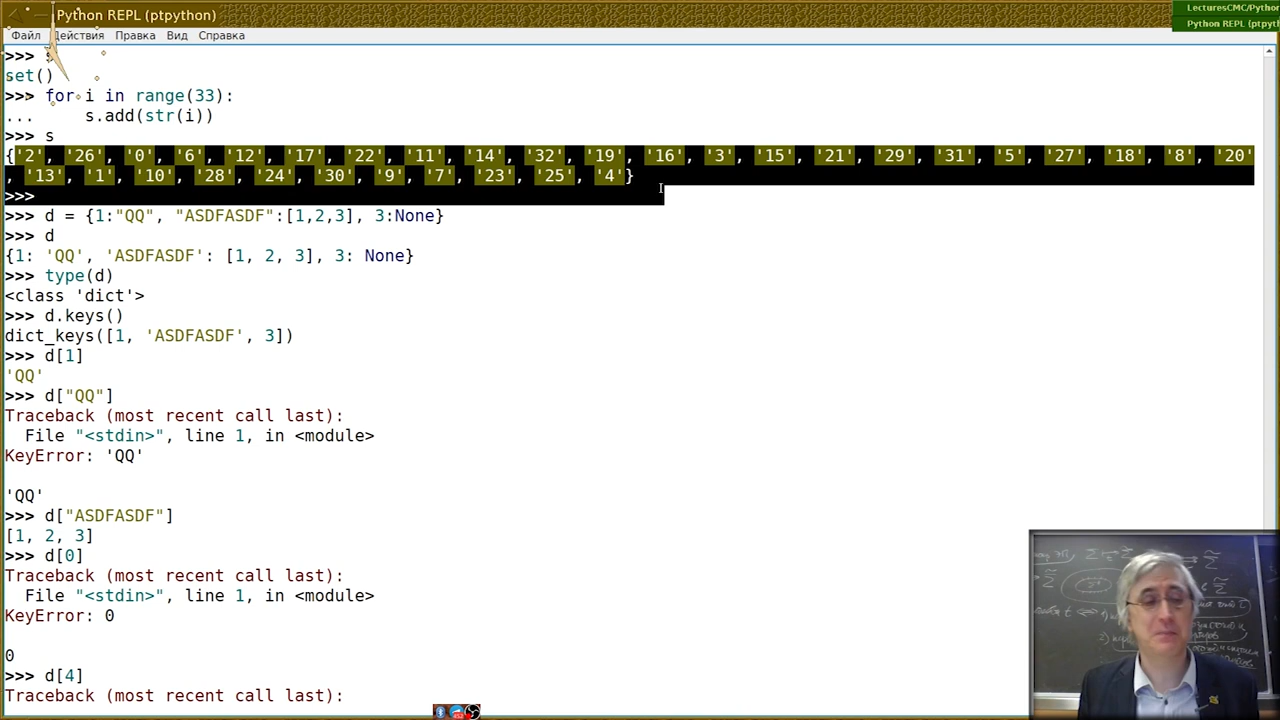 Python REPL (ptpython)
LecturesCMC/Pytho
Python REPL (ptpyt
Файл Действия Правка Вид Справка
>>> s
set()
>>> for i in range(33):
...     s.add(str(i))
>>> s
{'2', '26', '0', '6', '12', '17', '22', '11', '14', '32', '19', '16', '3', '15', '21', '29', '31', '5', '27', '18', '8', '20'
, '13', '1', '10', '28', '24', '30', '9', '7', '23', '25', '4'}
>>>
>>> d = {1:"QQ", "ASDFASDF":[1,2,3], 3:None}
>>> d
{1: 'QQ', 'ASDFASDF': [1, 2, 3], 3: None}
>>> type(d)
<class 'dict'>
>>> d.keys()
dict_keys([1, 'ASDFASDF', 3])
>>> d[1]
'QQ'
>>> d["QQ"]
Traceback (most recent call last):
  File "<stdin>", line 1, in <module>
KeyError: 'QQ'
'QQ'
>>> d["ASDFASDF"]
[1, 2, 3]
>>> d[0]
Traceback (most recent call last):
  File "<stdin>", line 1, in <module>
KeyError: 0
0
>>> d[4]
Traceback (most recent call last):